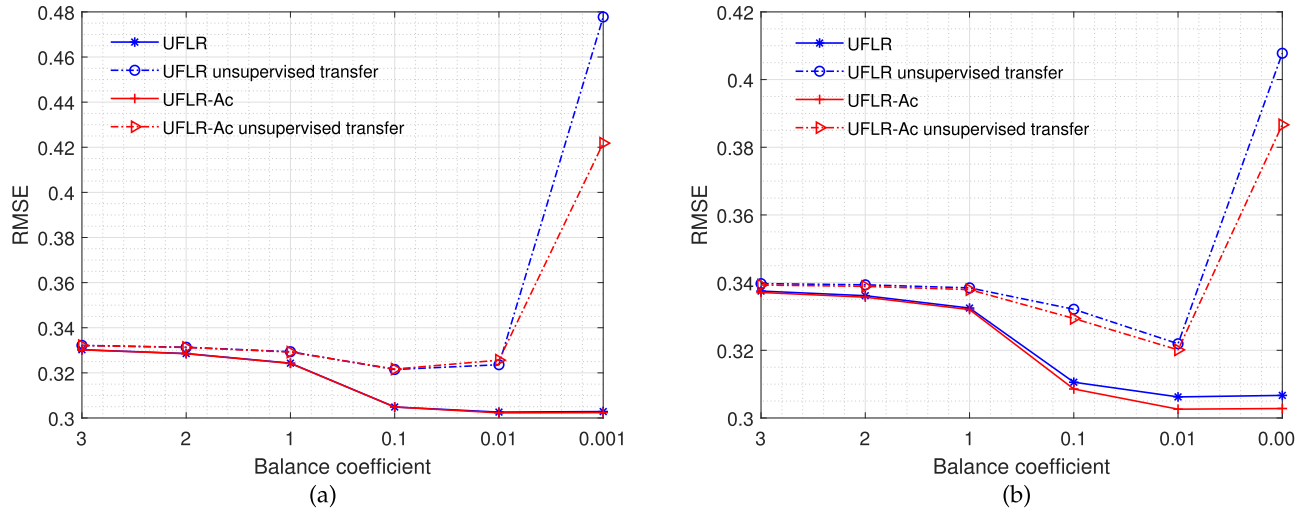 0.48
0.46
0.44
0.42
0.4
0.38
0.36
0.34
0.32
0.3
RMSE
UFLR
UFLR unsupervised transfer
UFLR-Ac
UFLR-Ac unsupervised transfer
3 2 1 0.1 0.01 0.001
Balance coefficient
(a)
0.42
0.4
0.38
0.36
0.34
0.32
0.3
RMSE
UFLR
UFLR unsupervised transfer
UFLR-Ac
UFLR-Ac unsupervised transfer
3 2 1 0.1 0.01 0.00
Balance coefficient
(b)